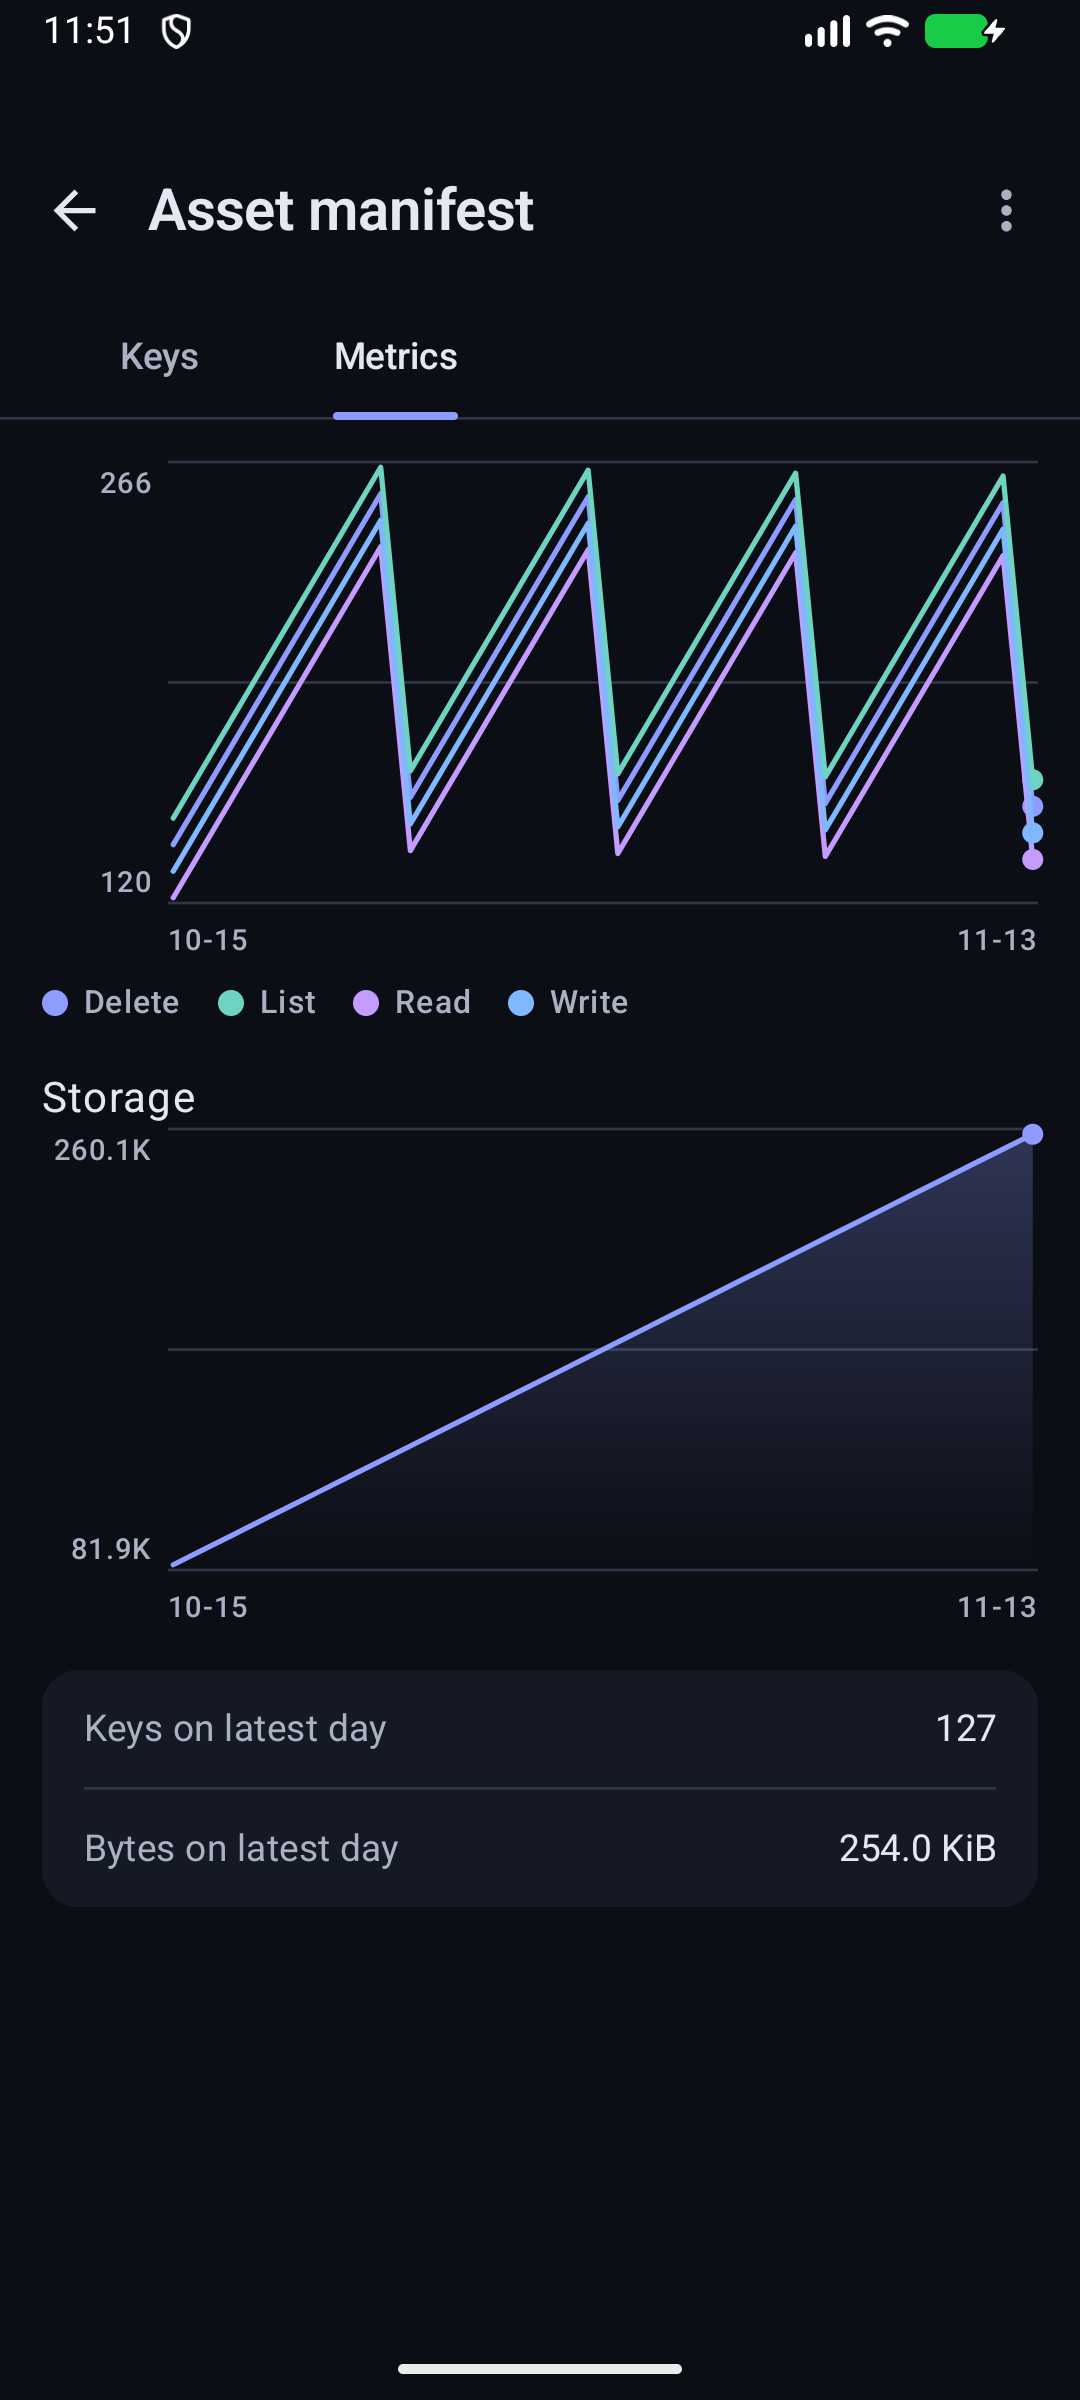 11:51
Asset manifest
Keys Metrics
266
120
10-15 11-13
Delete List Read Write
Storage
260.1K
81.9K
10-15 11-13
Keys on latest day 127
Bytes on latest day 254.0 KiB